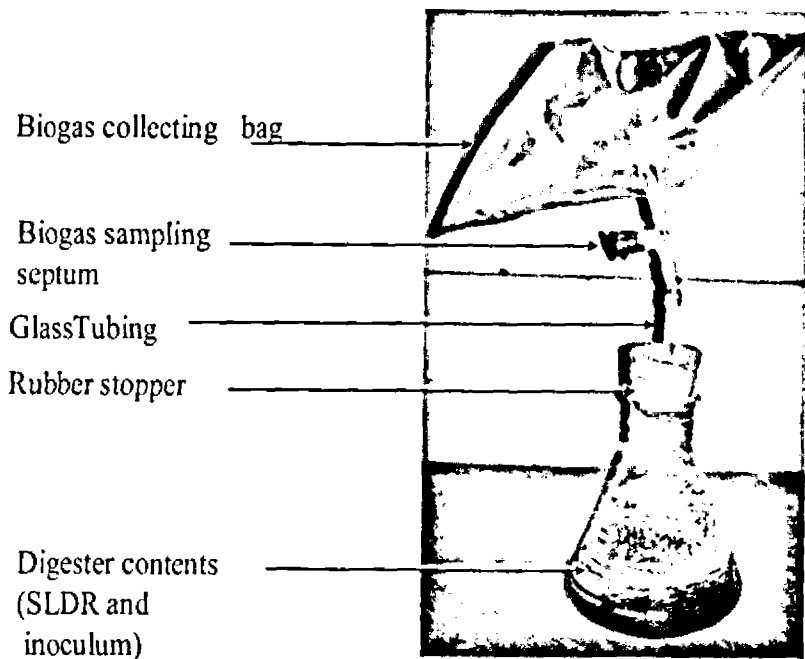 Biogas collecting bag
Biogas sampling
septum
GlassTubing
Rubber stopper
Digester contents
(SLDR and
inoculum)